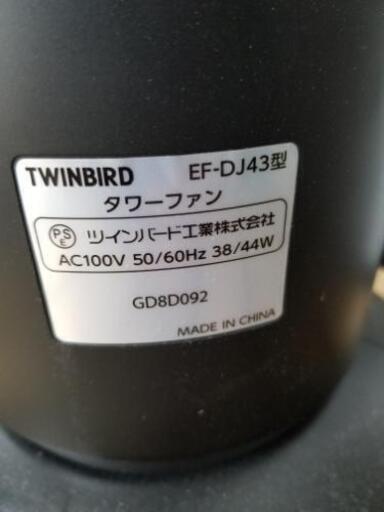 TWINBIRD EF-DJ43型
タワーファン
PSE ツインバード工業株式会社
AC100V 50/60Hz 38/44W
GD8D092
MADE IN CHINA